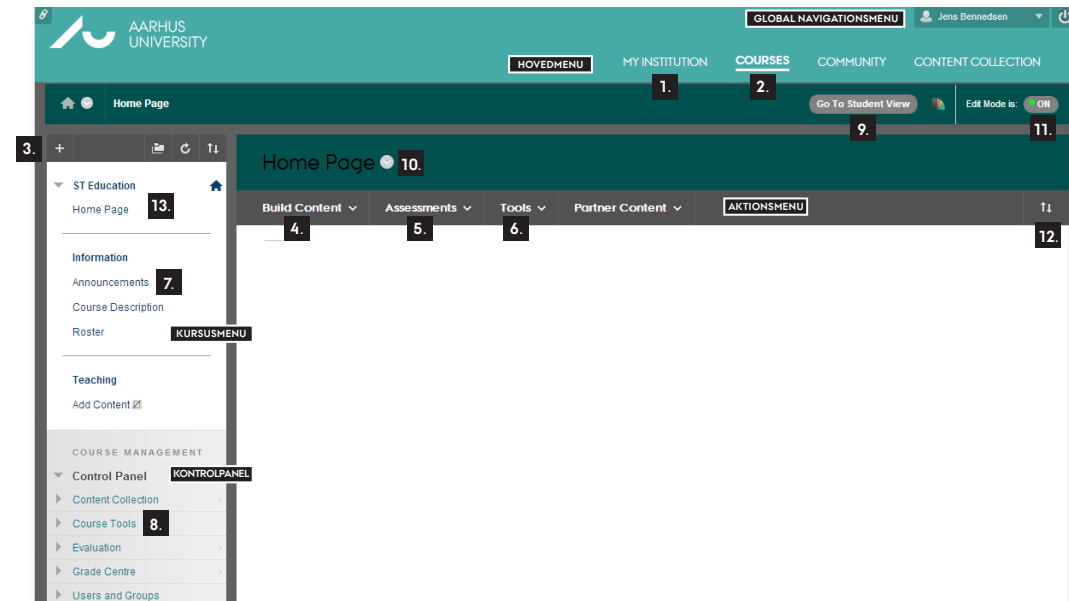 AARHUS
UNIVERSITY
GLOBAL NAVIGATIONSMENU
Jens Bennedsen
HOVEDMENU
MY INSTITUTION
COURSES
COMMUNITY
CONTENT COLLECTION
1.
2.
Home Page
Go To Student View
Edit Mode is:
ON
9.
11.
3.
+
Home Page
10.
ST Education
Home Page
13.
Build Content
Assessments
Tools
Partner Content
AKTIONSMENU
4.
5.
6.
12.
Information
Announcements
7.
Course Description
Roster
KURSUSMENU
Teaching
Add Content
COURSE MANAGEMENT
Control Panel
KONTROLPANEL
Content Collection
Course Tools
8.
Evaluation
Grade Centre
Users and Groups